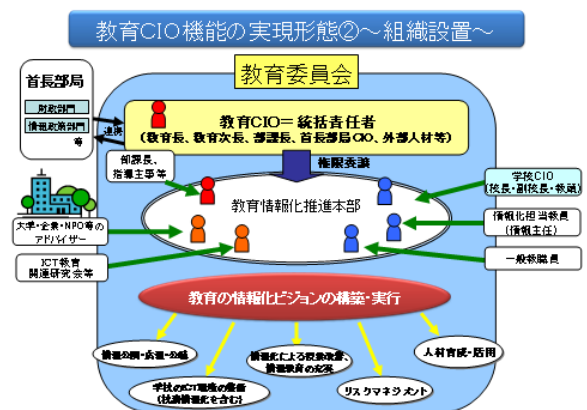 教育CIO機能の実現形態②～組織設置～
教育委員会
首長部局
財政部門
情報政策部門
等
連携
教育CIO＝統括責任者
(教育長、教育次長、部課長、首長部局CIO、外部人材等)
権限委譲
部課長、
指導主事等
教育情報化推進本部
学校CIO
(校長・副校長・教頭)
大学・企業・NPO等の
アドバイザー
情報化担当教員
(情報主任)
ICT教育
関連研究会等
一般教職員
教育の情報化ビジョンの構築・実行
情報公開・広報・公聴
情報化による授業改善、
情報教育の充実
人材育成・活用
学校のICT環境の整備
(校務情報化を含む)
リスクマネジメント